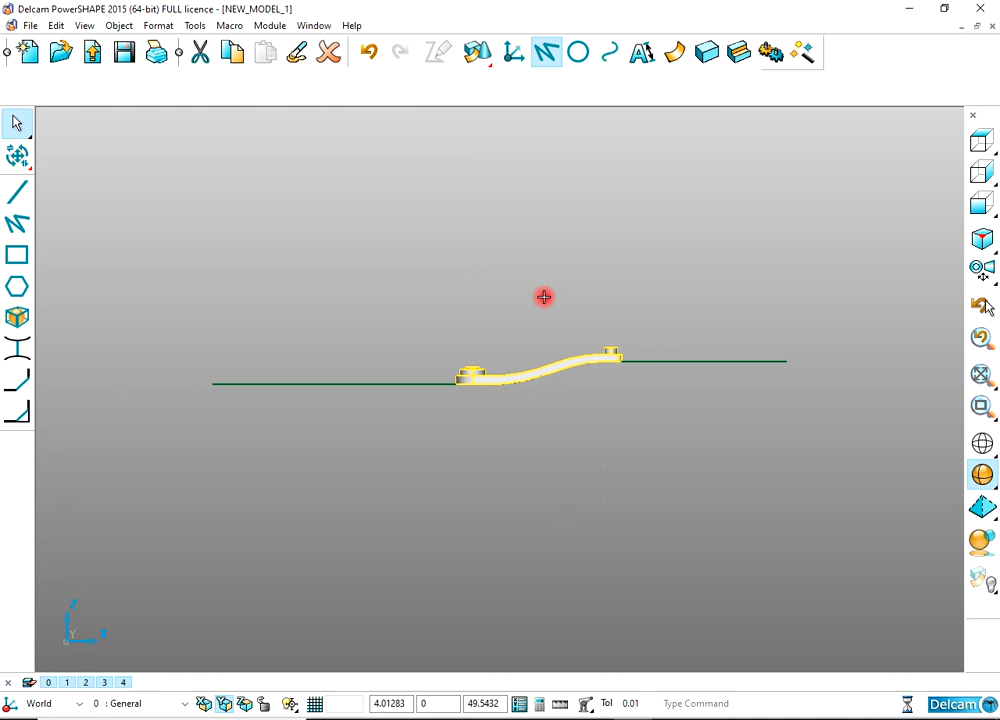 Delcam PowerSHAPE 2015 (64-bit) FULL licence - [NEW_MODEL_1]
File Edit View Object Format Tools Macro Module Window Help
Z
Y
X
0 1 2 3 4
World 0 : General 4.01283 0 49.5432 Tol 0.01 Type Command Delcam